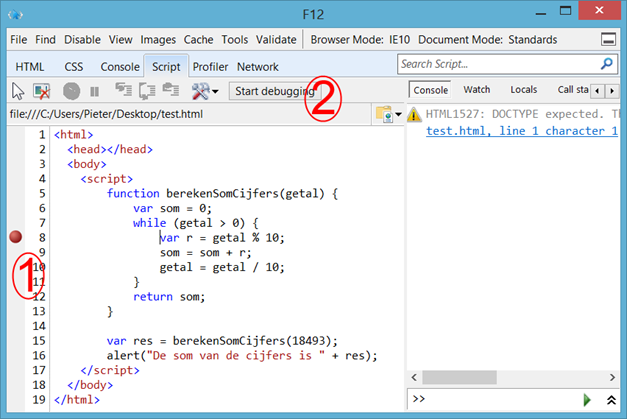 F12
File Find Disable View Images Cache Tools Validate Browser Mode: IE10 Document Mode: Standards
HTML CSS Console Script Profiler Network Search Script...
Start debugging 2 Console Watch Locals Call sta
file:///C:/Users/Pieter/Desktop/test.html
HTML1527: DOCTYPE expected.
test.html, line 1 character 1
1 <html>
2 <head></head>
3 <body>
4 <script>
5 function berekenSomCijfers(getal) {
6 var som = 0;
7 while (getal > 0) {
8 var r = getal % 10;
9 som = som + r;
10 getal = getal / 10;
1
11 }
12 return som;
13 }
14
15 var res = berekenSomCijfers(18493);
16 alert("De som van de cijfers is " + res);
17 </script>
18 </body>
19 </html>
>>